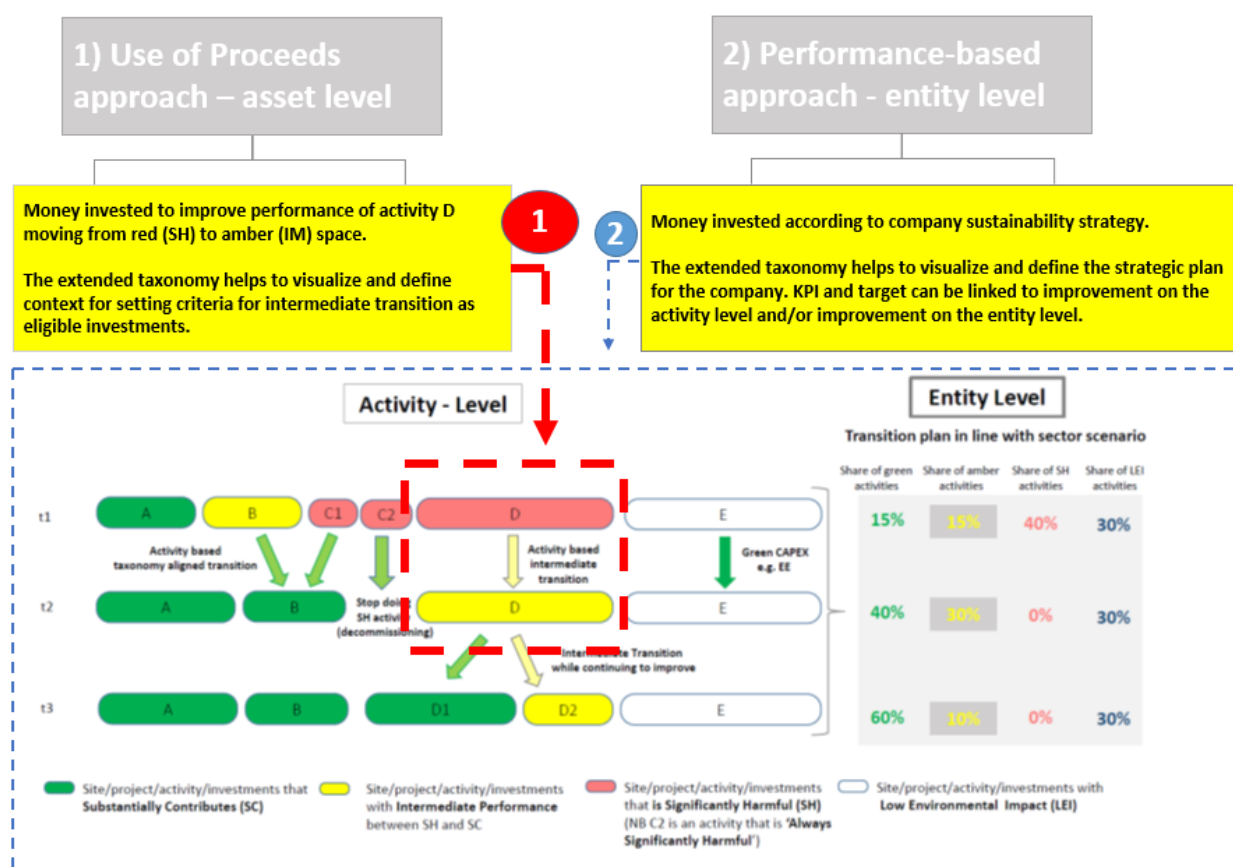 1) Use of Proceeds
approach – asset level
2) Performance-based
approach - entity level
Money invested to improve performance of activity D
moving from red (SH) to amber (IM) space.
The extended taxonomy helps to visualize and define
context for setting criteria for intermediate transition as
eligible investments.
1
2
Money invested according to company sustainability strategy.
The extended taxonomy helps to visualize and define the strategic plan
for the company. KPI and target can be linked to improvement on the
activity level and/or improvement on the entity level.
Activity - Level
Entity Level
Transition plan in line with sector scenario
Share of green
activities
Share of amber
activities
Share of SH
activities
Share of LEI
activities
t1
A
B
C1
C2
D
E
15%
15%
40%
30%
Activity based
taxonomy aligned transition
Activity based
intermediate
transition
Green CAPEX
e.g. EE
t2
A
B
Stop doing
SH activity
(decommissioning)
D
E
40%
30%
0%
30%
Intermediate Transition
while continuing to improve
t3
A
B
D1
D2
E
60%
10%
0%
30%
Site/project/activity/investments that
Substantially Contributes (SC)
Site/project/activity/investments
with Intermediate Performance
between SH and SC
Site/project/activity/investments
that is Significantly Harmful (SH)
(NB C2 is an activity that is 'Always
Significantly Harmful')
Site/project/activity/investments with
Low Environmental Impact (LEI)